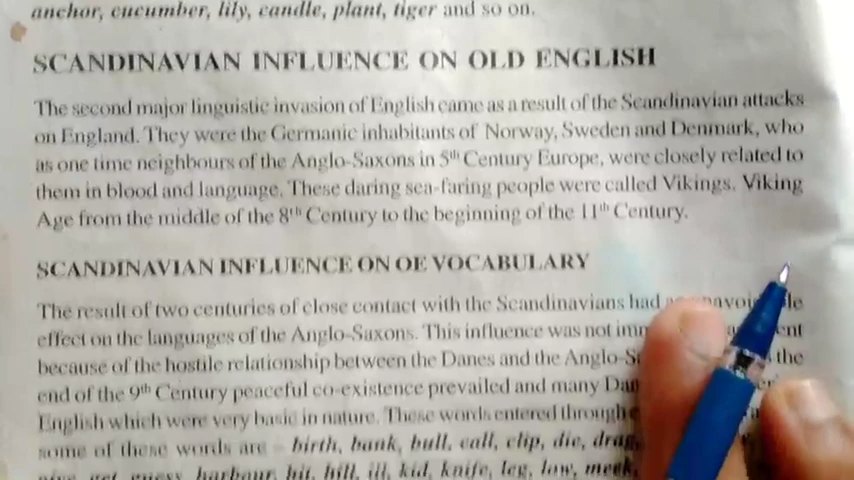 anchor, cucumber, lily, candle, plant, tiger and so on.
SCANDINAVIAN INFLUENCE ON OLD ENGLISH
The second major linguistic invasion of English came as a result of the Scandinavian attacks
on England. They were the Germanic inhabitants of Norway, Sweden and Denmark, who
as one time neighbours of the Anglo-Saxons in 5th Century Europe, were closely related to
them in blood and language. These daring sea-faring people were called Vikings. Viking
Age from the middle of the 8th Century to the beginning of the 11th Century.
SCANDINAVIAN INFLUENCE ON OE VOCABULARY
The result of two centuries of close contact with the Scandinavians had
effect on the languages of the Anglo-Saxons. This influence was not
because of the hostile relationship between the Danes and the the
end of the 9th Century peaceful co-existence prevailed and many
English which were very basic in nature. These words entered through
some of these words are - birth, bank, bull, call, clip, die,
give, get, guess, harbour, hit, hill, ill, kid, knife, leg, low, meek,